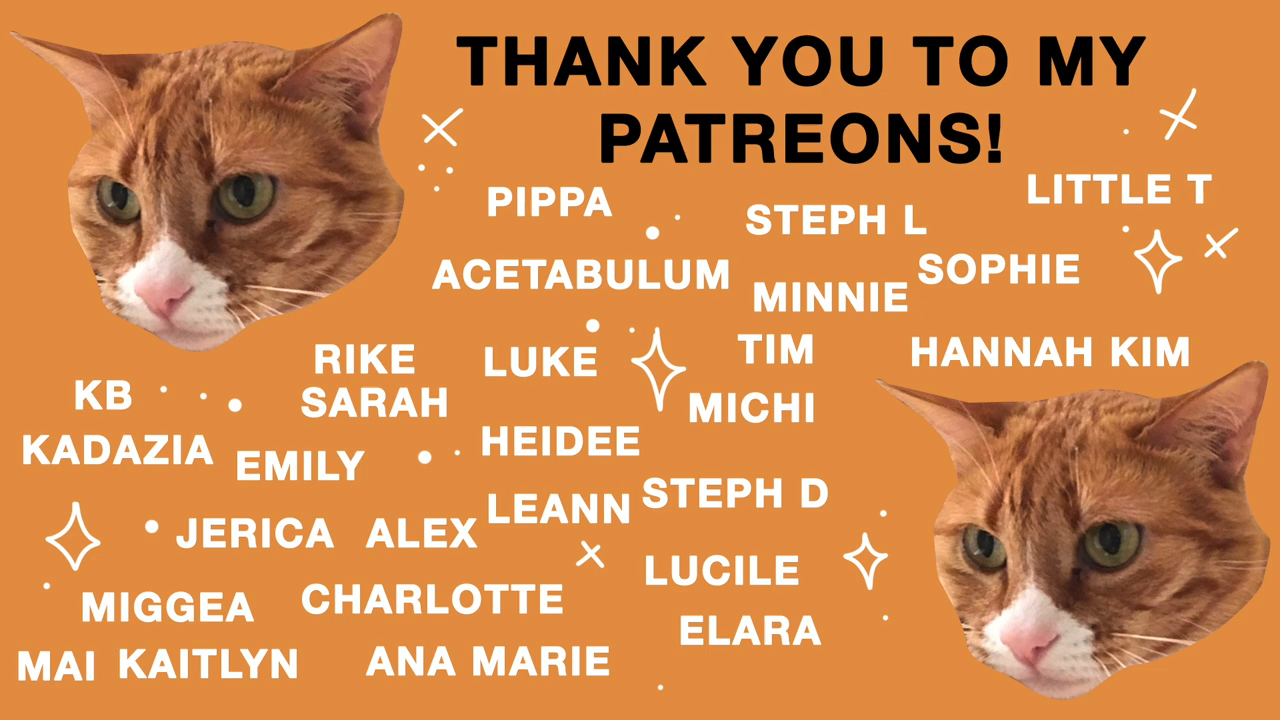 THANK YOU TO MY
PATREONS!
PIPPA
STEPH L
LITTLE T
ACETABULUM
MINNIE
SOPHIE
RIKE
LUKE
TIM
HANNAH KIM
KB
SARAH
MICHI
KADAZIA
EMILY
HEIDEE
LEANN
STEPH D
JERICA
ALEX
LUCILE
MIGGEA
CHARLOTTE
ELARA
MAI
KAITLYN
ANA MARIE